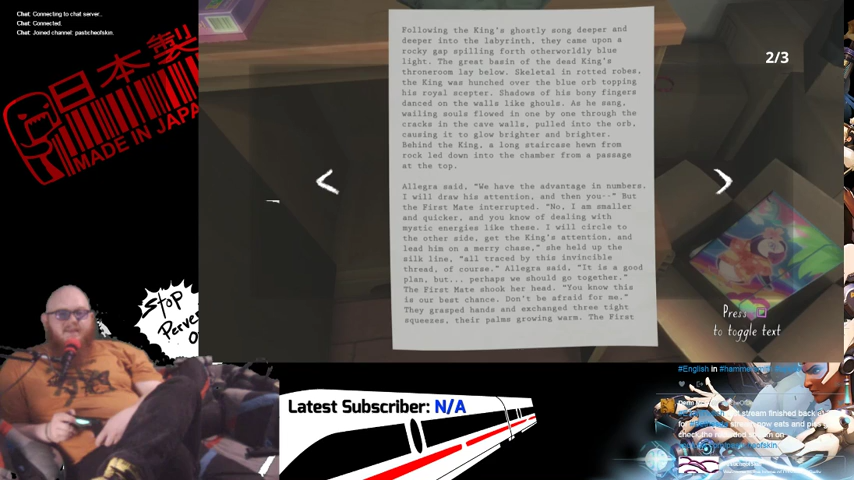 Chat: Connecting to chat server..
Chat: Connected.
Chat: Joined channel: pasticheofskin.
日本製
MADE IN JAPA
Following the King's ghostly song deeper and
deeper into the labyrinth, they came upon a
rocky gap spilling forth otherworldly blue
light. The great basin of the dead King's
throneroom lay below. Skeletal in rotted robes,
the King was hunched over the blue orb topping
his royal scepter. Shadows of his bony fingers
danced on the walls like ghouls. As he sang,
wailing souls flowed in one by one through the
cracks in the cave walls, pulled into the orb,
causing it to glow brighter and brighter.
Behind the King, a long staircase hewn from
rock led down into the chamber from a passage
at the top.
Allegra said, "We have the advantage in numbers.
I will draw his attention, and then you--" But
the First Mate interrupted. "No, I am smaller
and quicker, and you know of dealing with
mystic energies like these. I will circle to
the other side, get the King's attention, and
lead him on a merry chase," she held up the
silk line, "all traced by this invincible
thread, of course." Allegra said, "It is a good
plan, but... perhaps we should go together."
The First Mate shook her head. "You know this
is our best chance. Don't be afraid for me."
They grasped hands and exchanged three tight
squeezes, their palms growing warm. The First
2/3
Press
to toggle text
Stop
Latest Subscriber: N/A
#English in
stream finished back